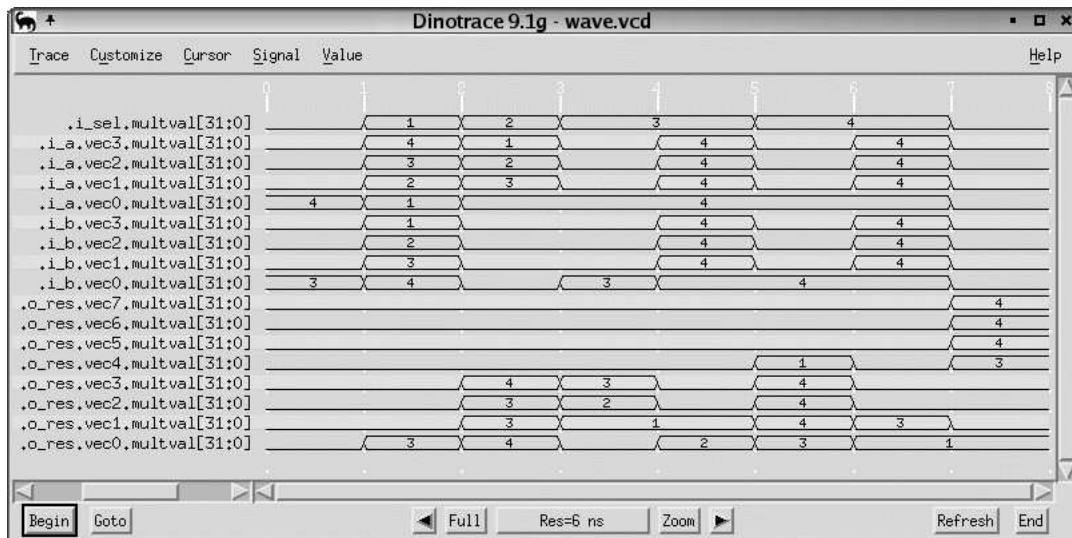 Dinotrace 9.1g - wave.vcd
Trace Customize Cursor Signal Value Help
0 1 2 3 4 5 6 7 8
.i_sel.multval[31:0] 1 2 3 4
.i_a.vec3.multval[31:0] 4 1 4 4
.i_a.vec2.multval[31:0] 3 2 4 4
.i_a.vec1.multval[31:0] 2 3 4 4
.i_a.vec0.multval[31:0] 4 1 4
.i_b.vec3.multval[31:0] 1 4 4
.i_b.vec2.multval[31:0] 2 4 4
.i_b.vec1.multval[31:0] 3 4 4
.i_b.vec0.multval[31:0] 3 4 3 4
.o_res.vec7.multval[31:0] 4
.o_res.vec6.multval[31:0] 4
.o_res.vec5.multval[31:0] 4
.o_res.vec4.multval[31:0] 1 3
.o_res.vec3.multval[31:0] 4 3 4
.o_res.vec2.multval[31:0] 3 2 4
.o_res.vec1.multval[31:0] 3 1 4 3
.o_res.vec0.multval[31:0] 3 4 2 3 1
Begin Goto Full Res=6 ns Zoom Refresh End